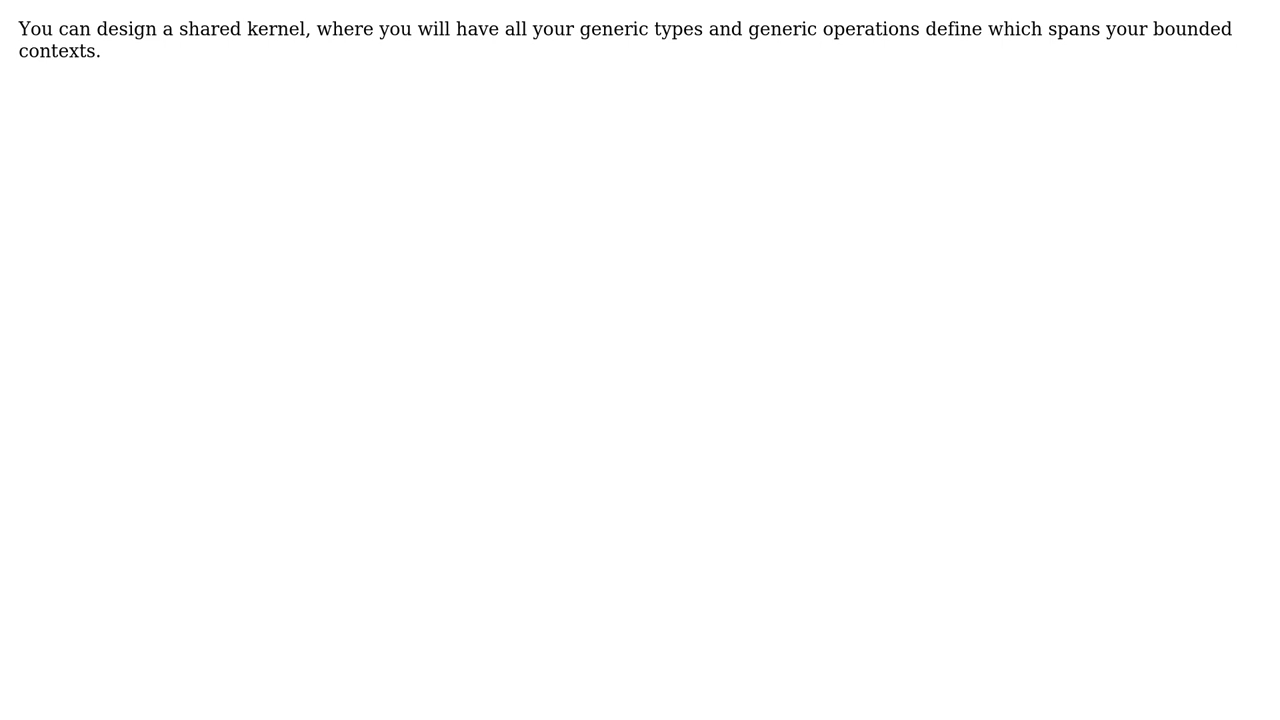 You can design a shared kernel, where you will have all your generic types and generic operations define which spans your bounded
contexts.